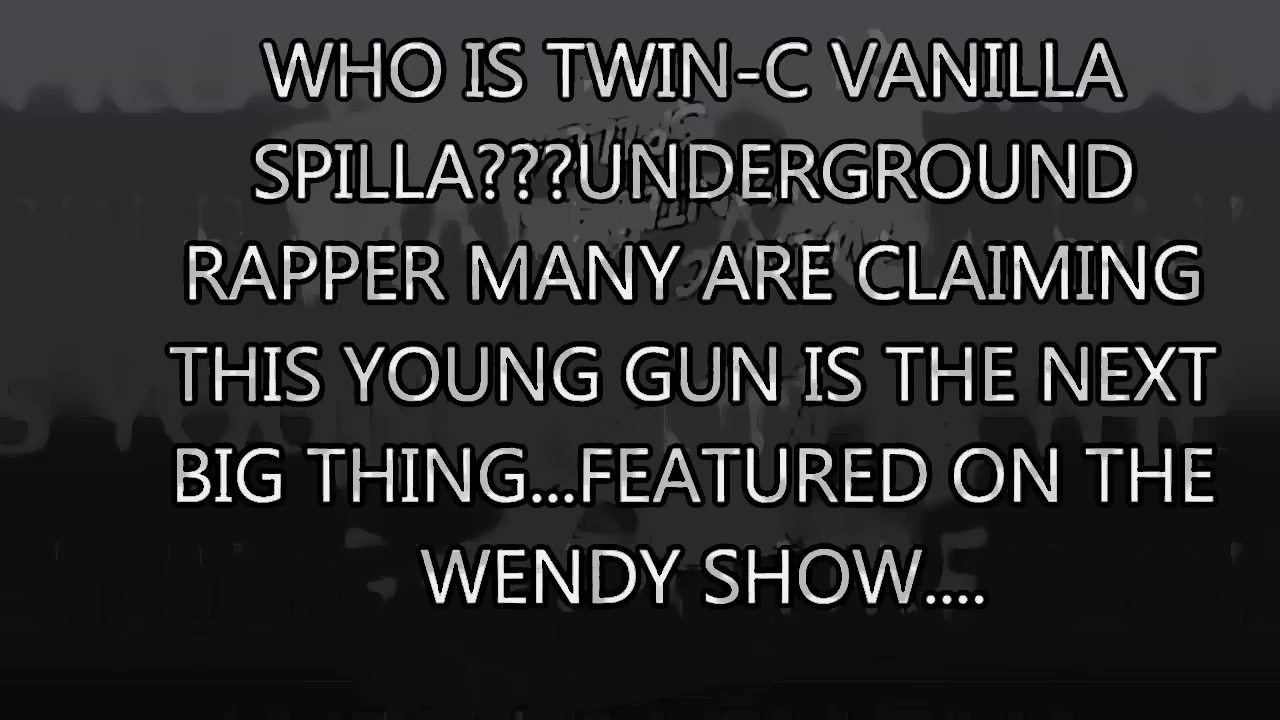 WHO IS TWIN-C VANILLA
SPILLA???UNDERGROUND
RAPPER MANY ARE CLAIMING
THIS YOUNG GUN IS THE NEXT
BIG THING...FEATURED ON THE
WENDY SHOW....